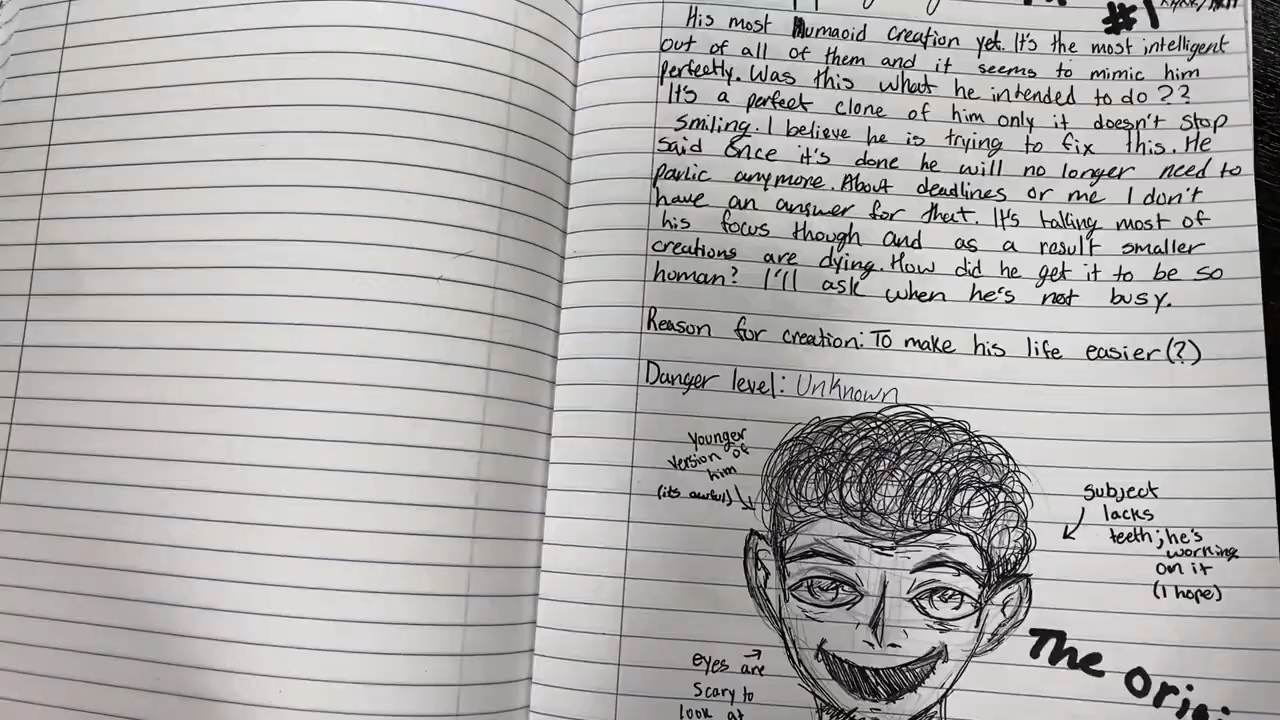 #1
His most Humaoid creation yet. It's the most intelligent
out of all of them and it seems to mimic him
perfectly. Was this what he intended to do??
It's a perfect clone of him only it doesn't stop
smiling. I believe he is trying to fix this. He
said once it's done he will no longer need to
panic anymore. About deadlines or me I don't
have an answer for that. It's taking most of
his focus though and as a result smaller
creations are dying. How did he get it to be so
human? I'll ask when he's not busy.
Reason for creation: To make his life easier(?)
Danger level: Unknown
younger
version of
him
(its awful)
subject
lacks
teeth; he's
working
on it
(I hope)
eyes are
scary to
look at
The Ori